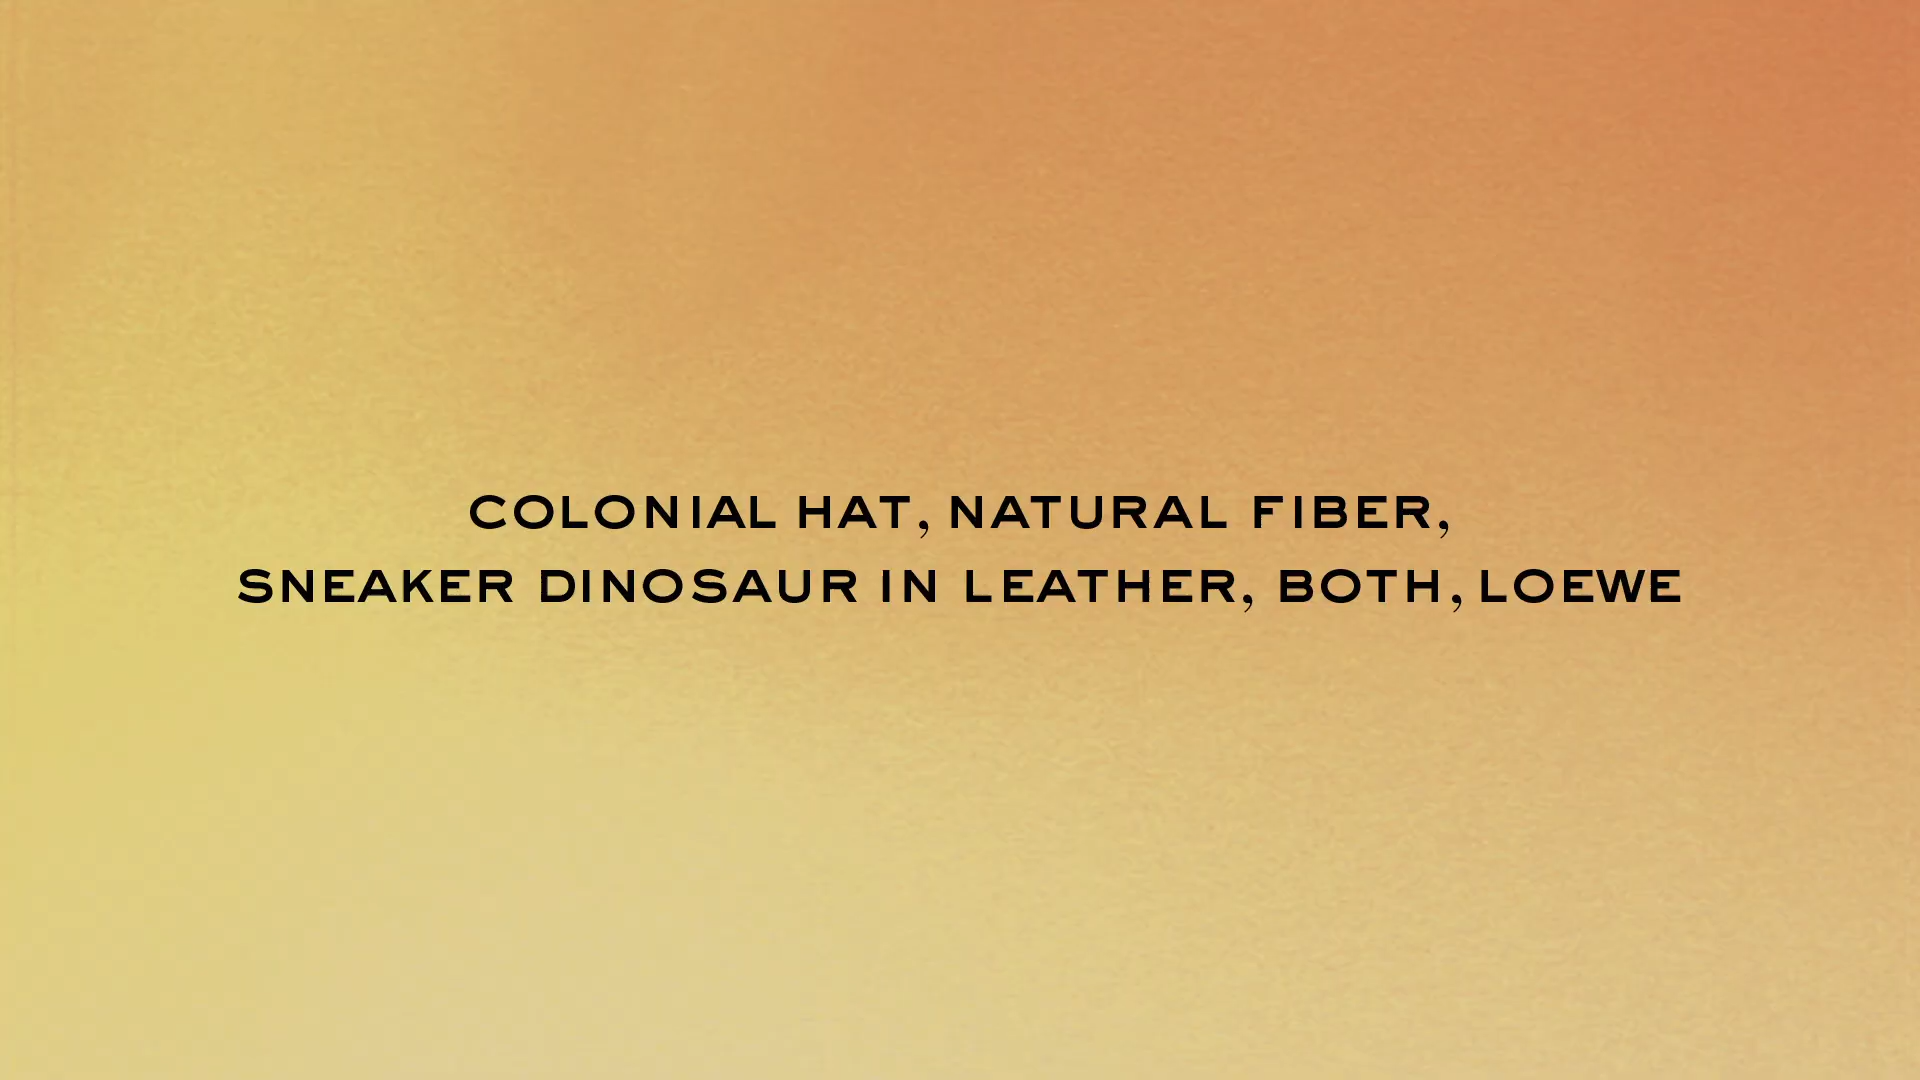 COLONIAL HAT, NATURAL FIBER,
SNEAKER DINOSAUR IN LEATHER, BOTH, LOEWE